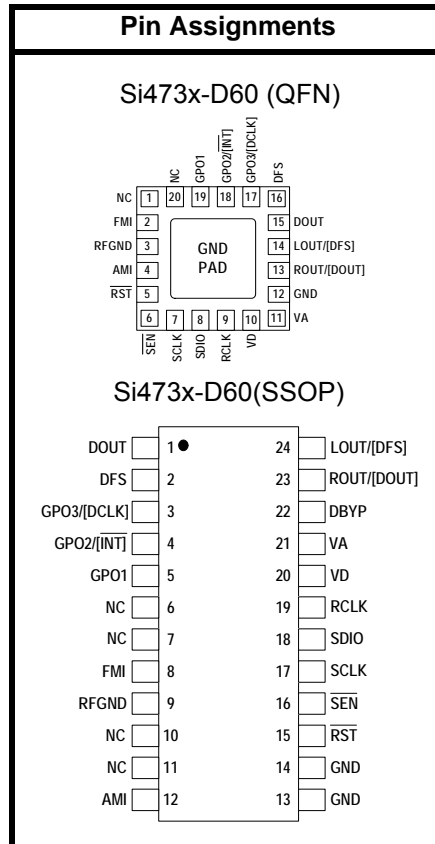 Pin Assignments
Si473x-D60 (QFN)
NC
GPO1
GPO2/[INT]
GPO3/[DCLK]
DFS
NC 1 20 19 18 17 16
FMI 2 15 DOUT
RFGND 3 GND PAD 14 LOUT/[DFS]
AMI 4 13 ROUT/[DOUT]
RST 5 12 GND
6 7 8 9 10 11 VA
SEN
SCLK
SDIO
RCLK
VD
Si473x-D60(SSOP)
DOUT 1 24 LOUT/[DFS]
DFS 2 23 ROUT/[DOUT]
GPO3/[DCLK] 3 22 DBYP
GPO2/[INT] 4 21 VA
GPO1 5 20 VD
NC 6 19 RCLK
NC 7 18 SDIO
FMI 8 17 SCLK
RFGND 9 16 SEN
NC 10 15 RST
NC 11 14 GND
AMI 12 13 GND